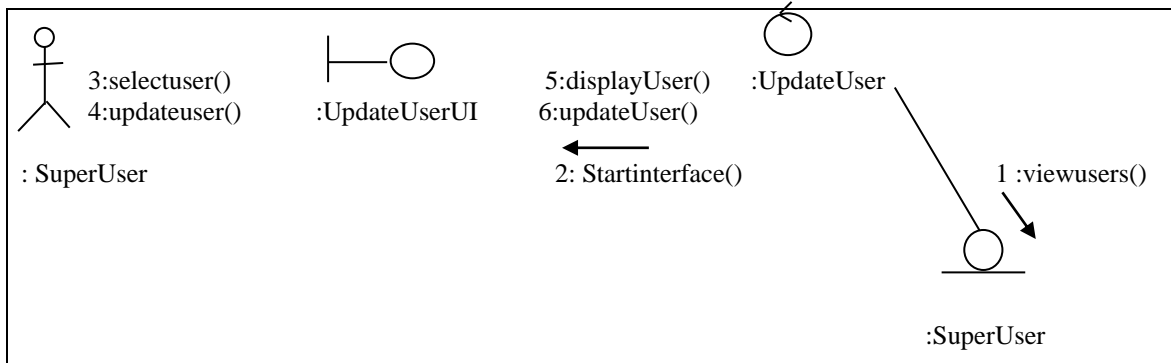 3:selectuser()
4:updateuser()
: SuperUser
:UpdateUserUI
5:displayUser()
6:updateUser()
2: Startinterface()
:UpdateUser
1 :viewusers()
:SuperUser